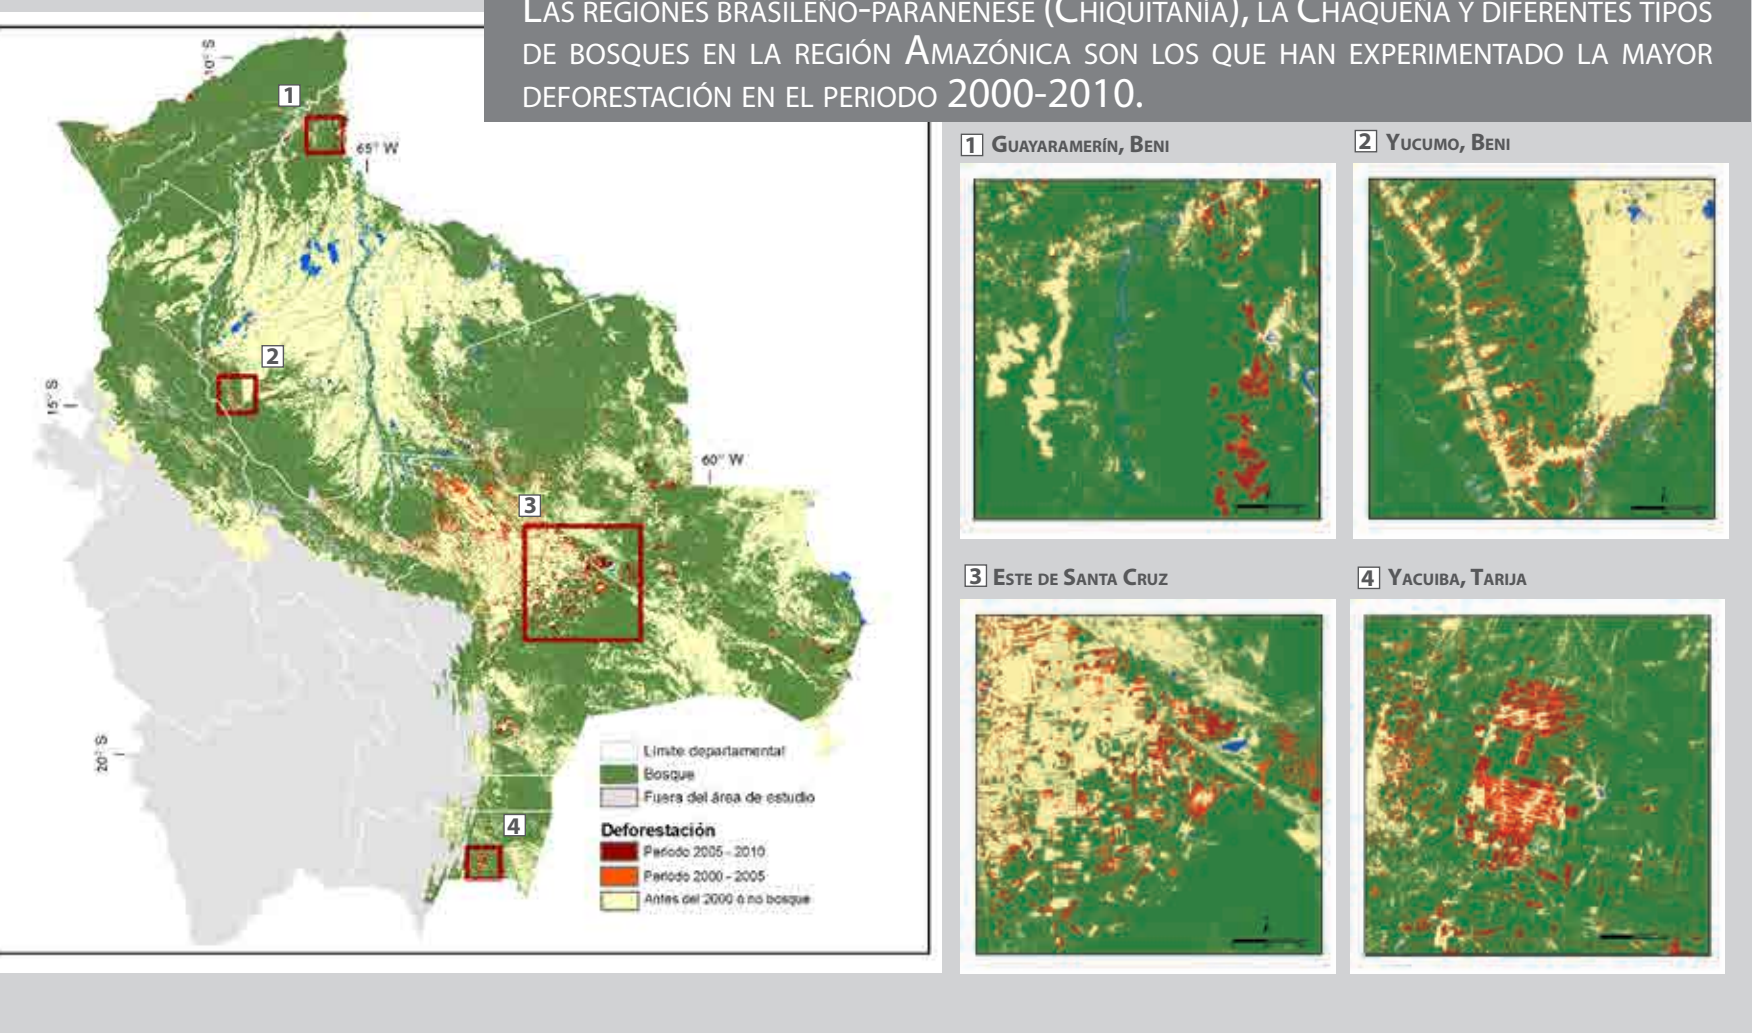 LAS REGIONES BRASILEÑO-PARANENESE (CHIQUITANÍA), LA CHAQUEÑA Y DIFERENTES TIPOS
DE BOSQUES EN LA REGIÓN AMAZÓNICA SON LOS QUE HAN EXPERIMENTADO LA MAYOR
DEFORESTACIÓN EN EL PERIODO 2000-2010.
10° S
1
65° W
2
15° S
60° W
3
20° S
4
Límite departamental
Bosque
Fuera del área de estudio
Deforestación
Periodo 2005 - 2010
Periodo 2000 - 2005
Antes del 2000 ó no bosque
1 GUAYARAMERÍN, BENI
2 YUCUMO, BENI
3 ESTE DE SANTA CRUZ
4 YACUIBA, TARIJA